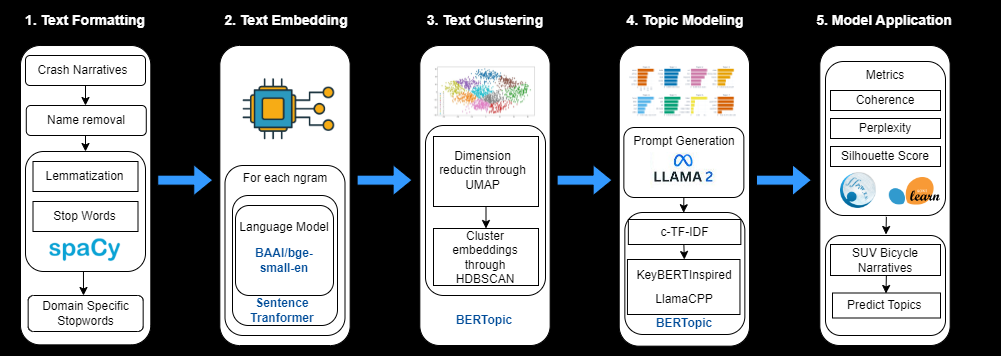 1. Text Formatting
Crash Narratives
Name removal
Lemmatization
Stop Words
spaCy
Domain Specific
Stopwords
2. Text Embedding
For each ngram
Language Model
BAAI/bge-
small-en
Sentence
Tranformer
3. Text Clustering
Dimension
reductin through
UMAP
Cluster
embeddings
through
HDBSCAN
BERTopic
4. Topic Modeling
Prompt Generation
LLAMA 2
c-TF-IDF
KeyBERTInspired
LlamaCPP
BERTopic
5. Model Application
Metrics
Coherence
Perplexity
Silhouette Score
learn
SUV Bicycle
Narratives
Predict Topics